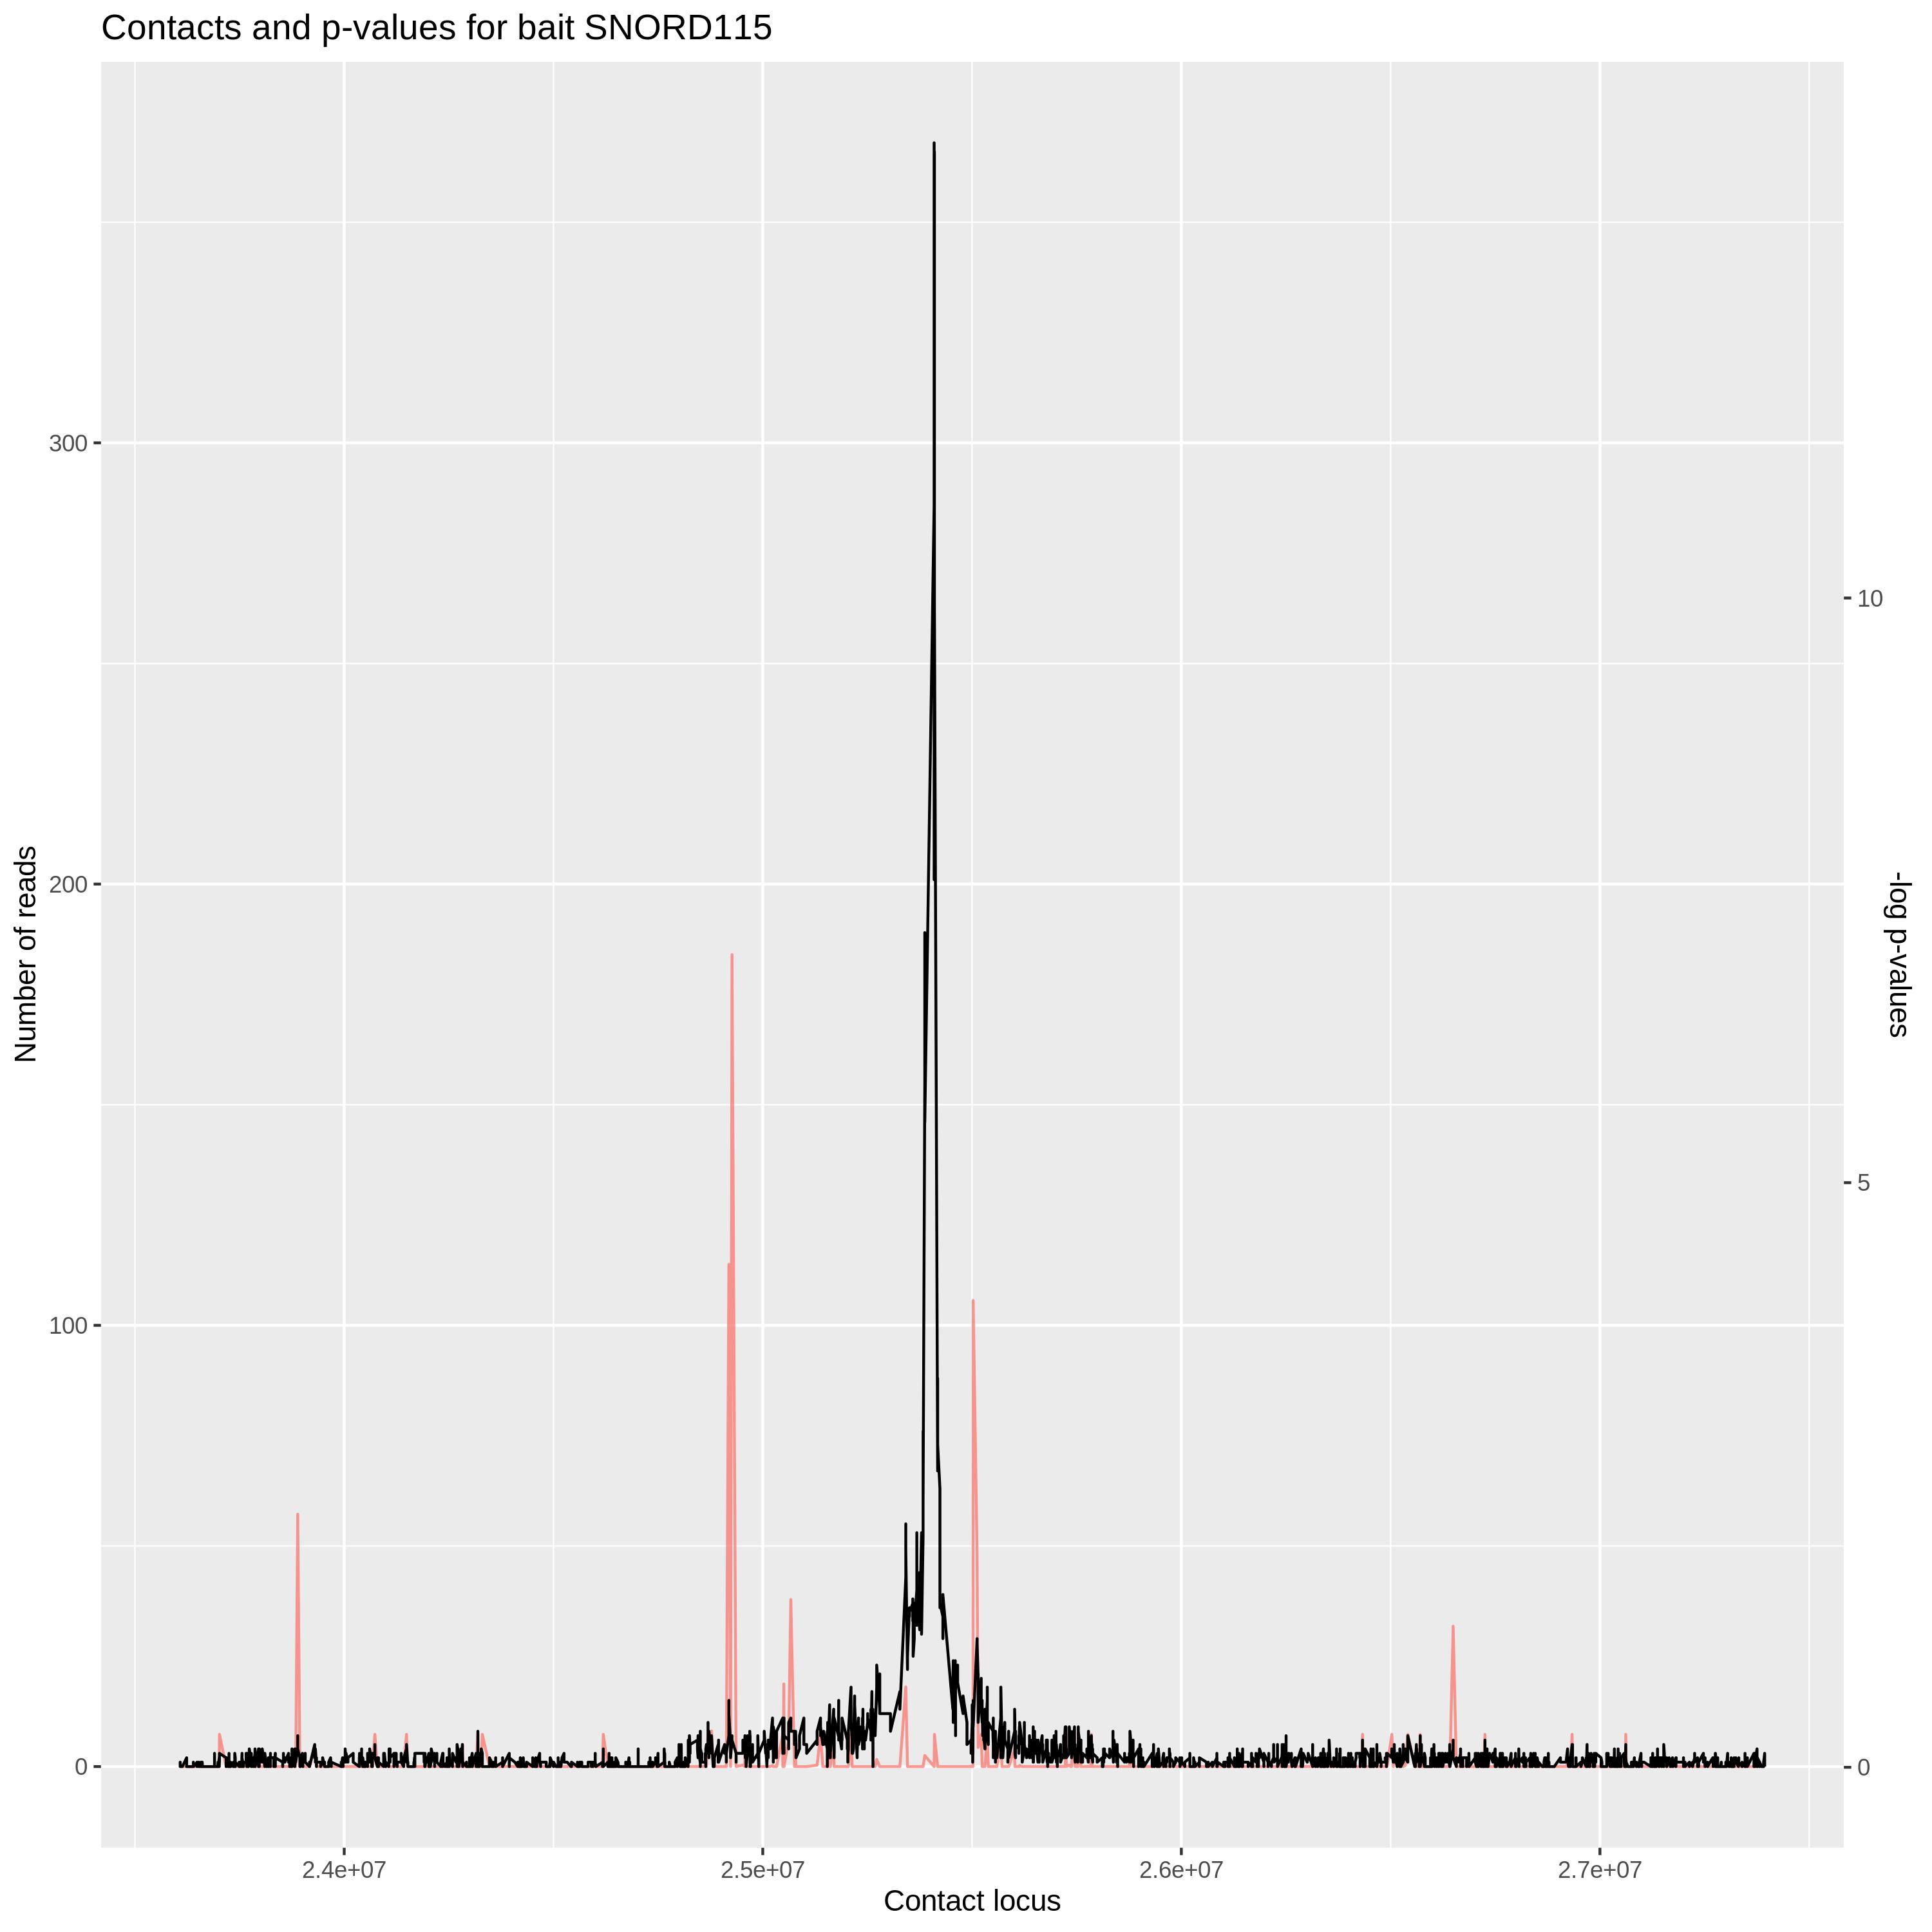 Contacts and p-values for bait SNORD115
Number of reads
300
200
100
0
10
5
0
-log p-values
2.4e+07
2.5e+07
2.6e+07
2.7e+07
Contact locus